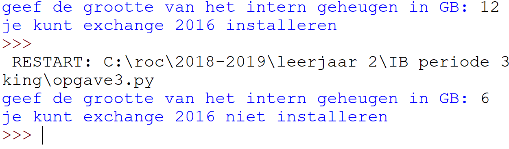 geef de grootte van het intern geheugen in GB: 12
je kunt exchange 2016 installeren
>>>
RESTART: C:\roc\2018-2019\leerjaar 2\IB periode 3
king\opgave3.py
geef de grootte van het intern geheugen in GB: 6
je kunt exchange 2016 niet installeren
>>>